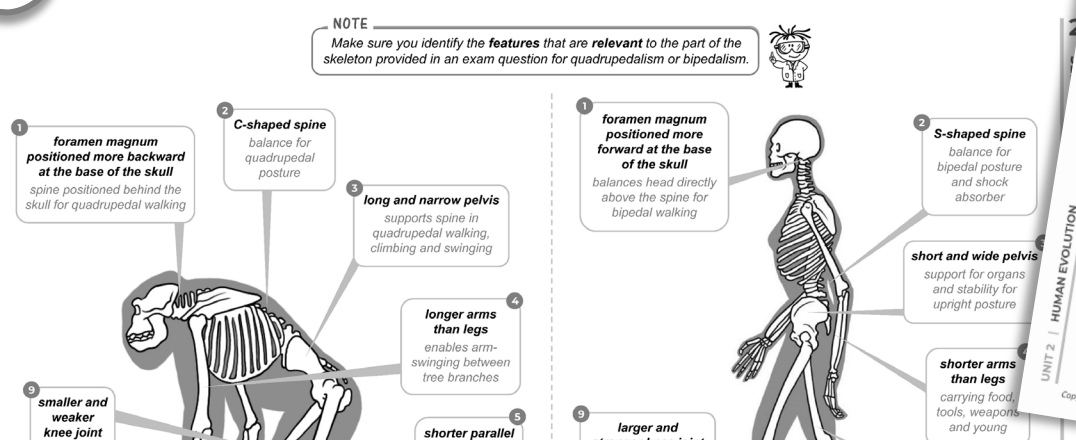 NOTE
Make sure you identify the features that are relevant to the part of the
skeleton provided in an exam question for quadrupedalism or bipedalism.
1
foramen magnum
positioned more backward
at the base of the skull
spine positioned behind the
skull for quadrupedal walking
2
C-shaped spine
balance for
quadrupedal
posture
3
long and narrow pelvis
supports spine in
quadrupedal walking,
climbing and swinging
4
longer arms
than legs
enables arm-
swinging between
tree branches
9
smaller and
weaker
knee joint
5
shorter parallel
1
foramen magnum
positioned more
forward at the base
of the skull
balances head directly
above the spine for
bipedal walking
2
S-shaped spine
balance for
bipedal posture
and shock
absorber
3
short and wide pelvis
support for organs
and stability for
upright posture
shorter arms
than legs
carrying food,
tools, weapons
and young
9
larger and
UNIT 2 | HUMAN EVOLUTION